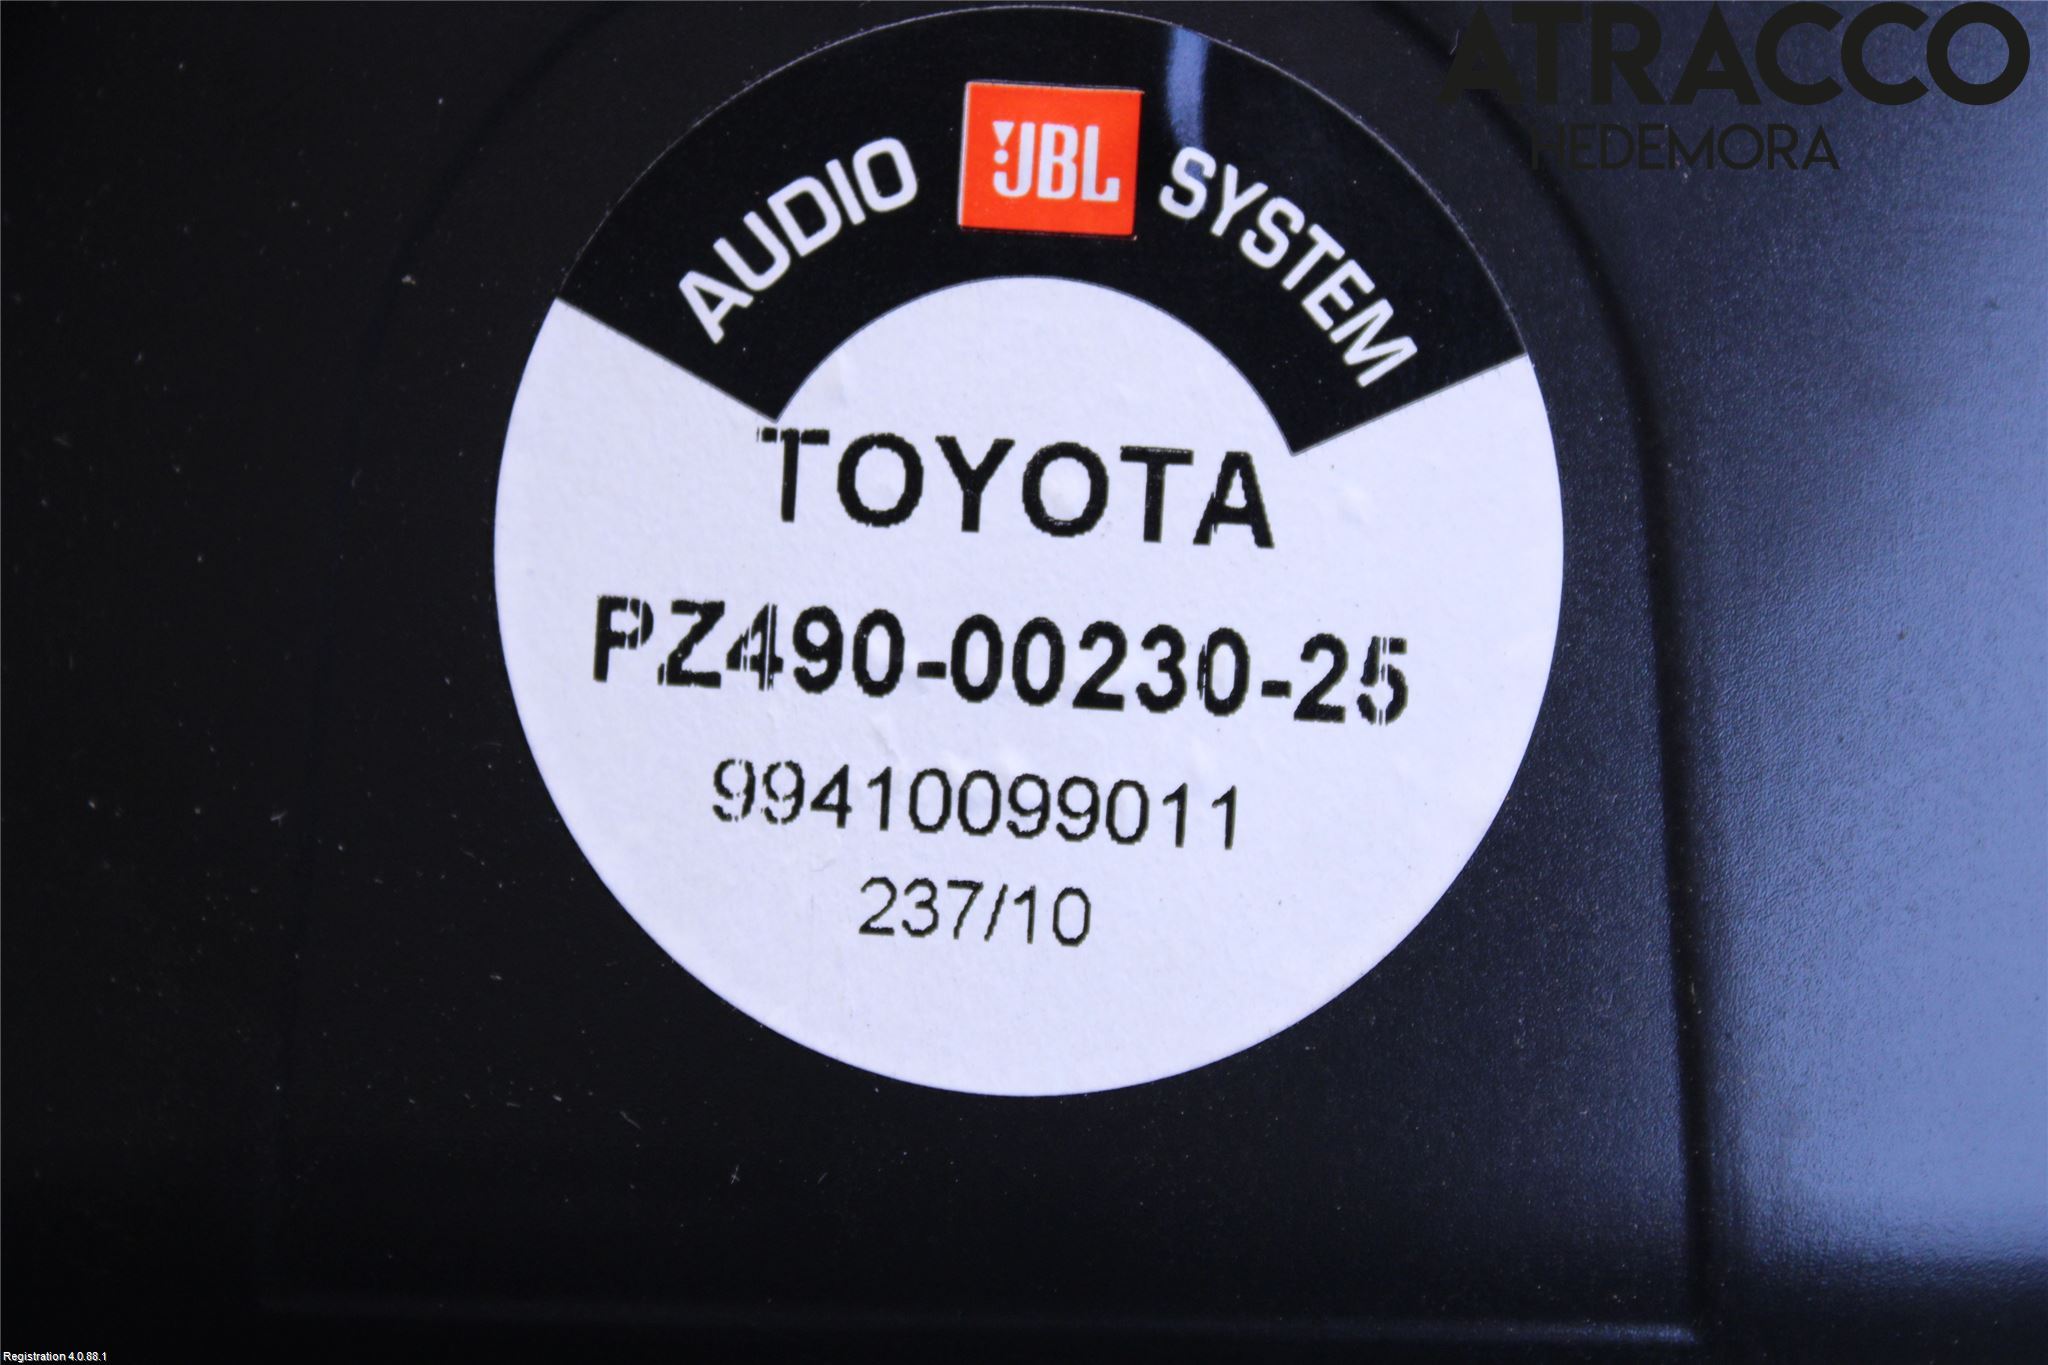 ATRACCO
HEDEMORA
AUDIO JBL SYSTEM
TOYOTA
PZ490-00230-25
99410099011
237/10
Registration 4.0.88.1